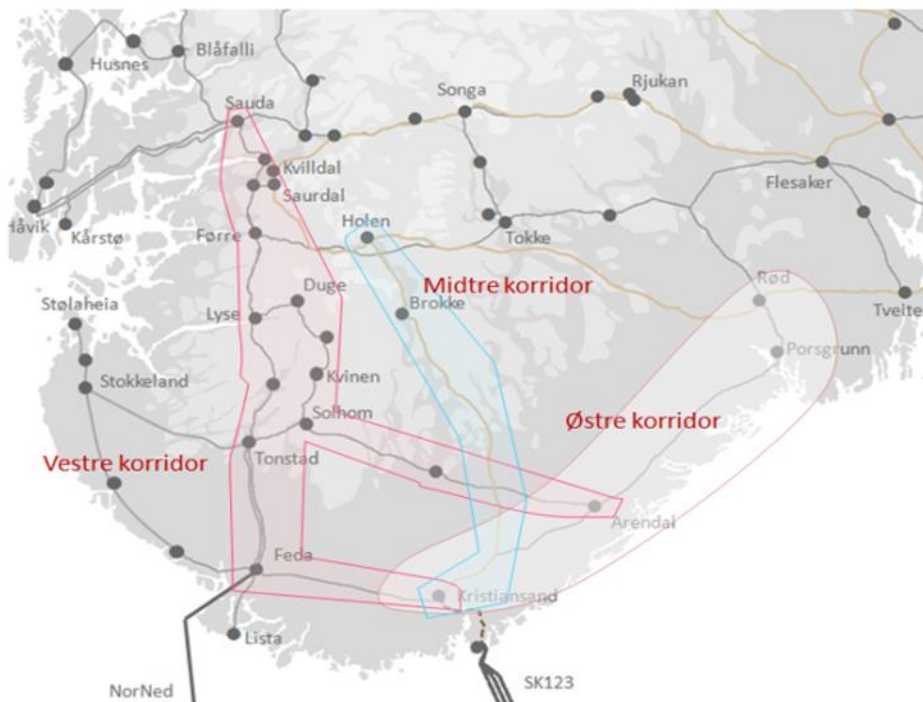 Blåfalli
Husnes
Sauda
Songa
Rjukan
Kvilldal
Saurdal
Flesaker
Håvik
Kårstø
Førre
Holen
Tokke
Midtre korridor
Duge
Rød
Stølaheia
Lyse
Brokke
Tvelte
Porsgrunn
Stokkeland
Kvinen
Solhom
Østre korridor
Vestre korridor
Tonstad
Arendal
Feda
Kristiansand
Lista
NorNed
SK123